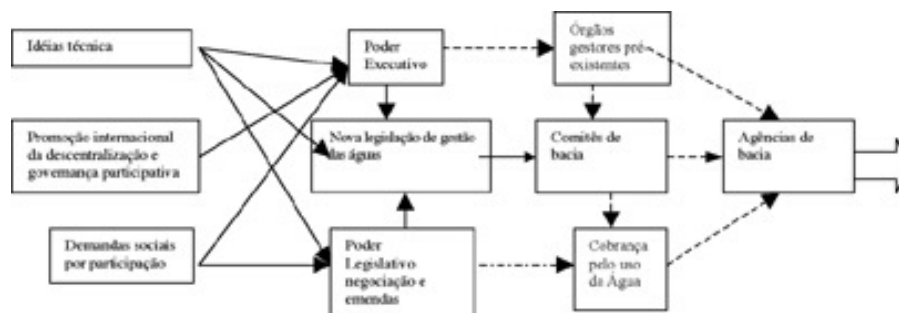 Idéias técnica
Poder
Executivo
Órgãos
gestores pré-
existentes
Promoção internacional
da descentralização e
governança participativa
Nova legislação de gestão
das águas
Comitês de
bacia
Agências de
bacia
Demandas sociais
por participação
Poder
Legislativo
negociação e
emendas
Cobrança
pelo uso
da Água